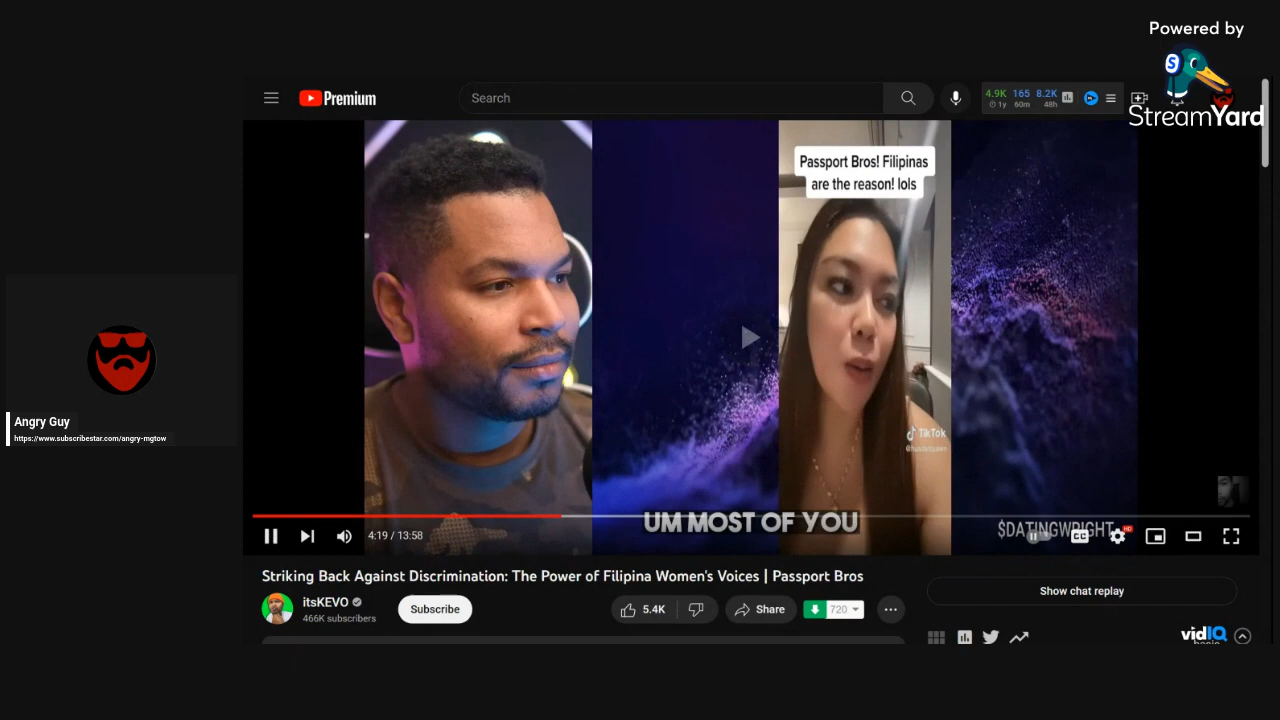 Powered by
StreamYard
Premium
Search
4.9K 165 8.2K
1y 60m 48h
Passport Bros! Filipinas
are the reason! lols
TikTok
UM MOST OF YOU
$DATINGWRIGHT
4:19 / 13:58
CC
HD
Angry Guy
https://www.subscribestar.com/angry-mgtow
Striking Back Against Discrimination: The Power of Filipina Women's Voices | Passport Bros
itsKEVO
466K subscribers
Subscribe
5.4K
Share
720
Show chat replay
vidIQ